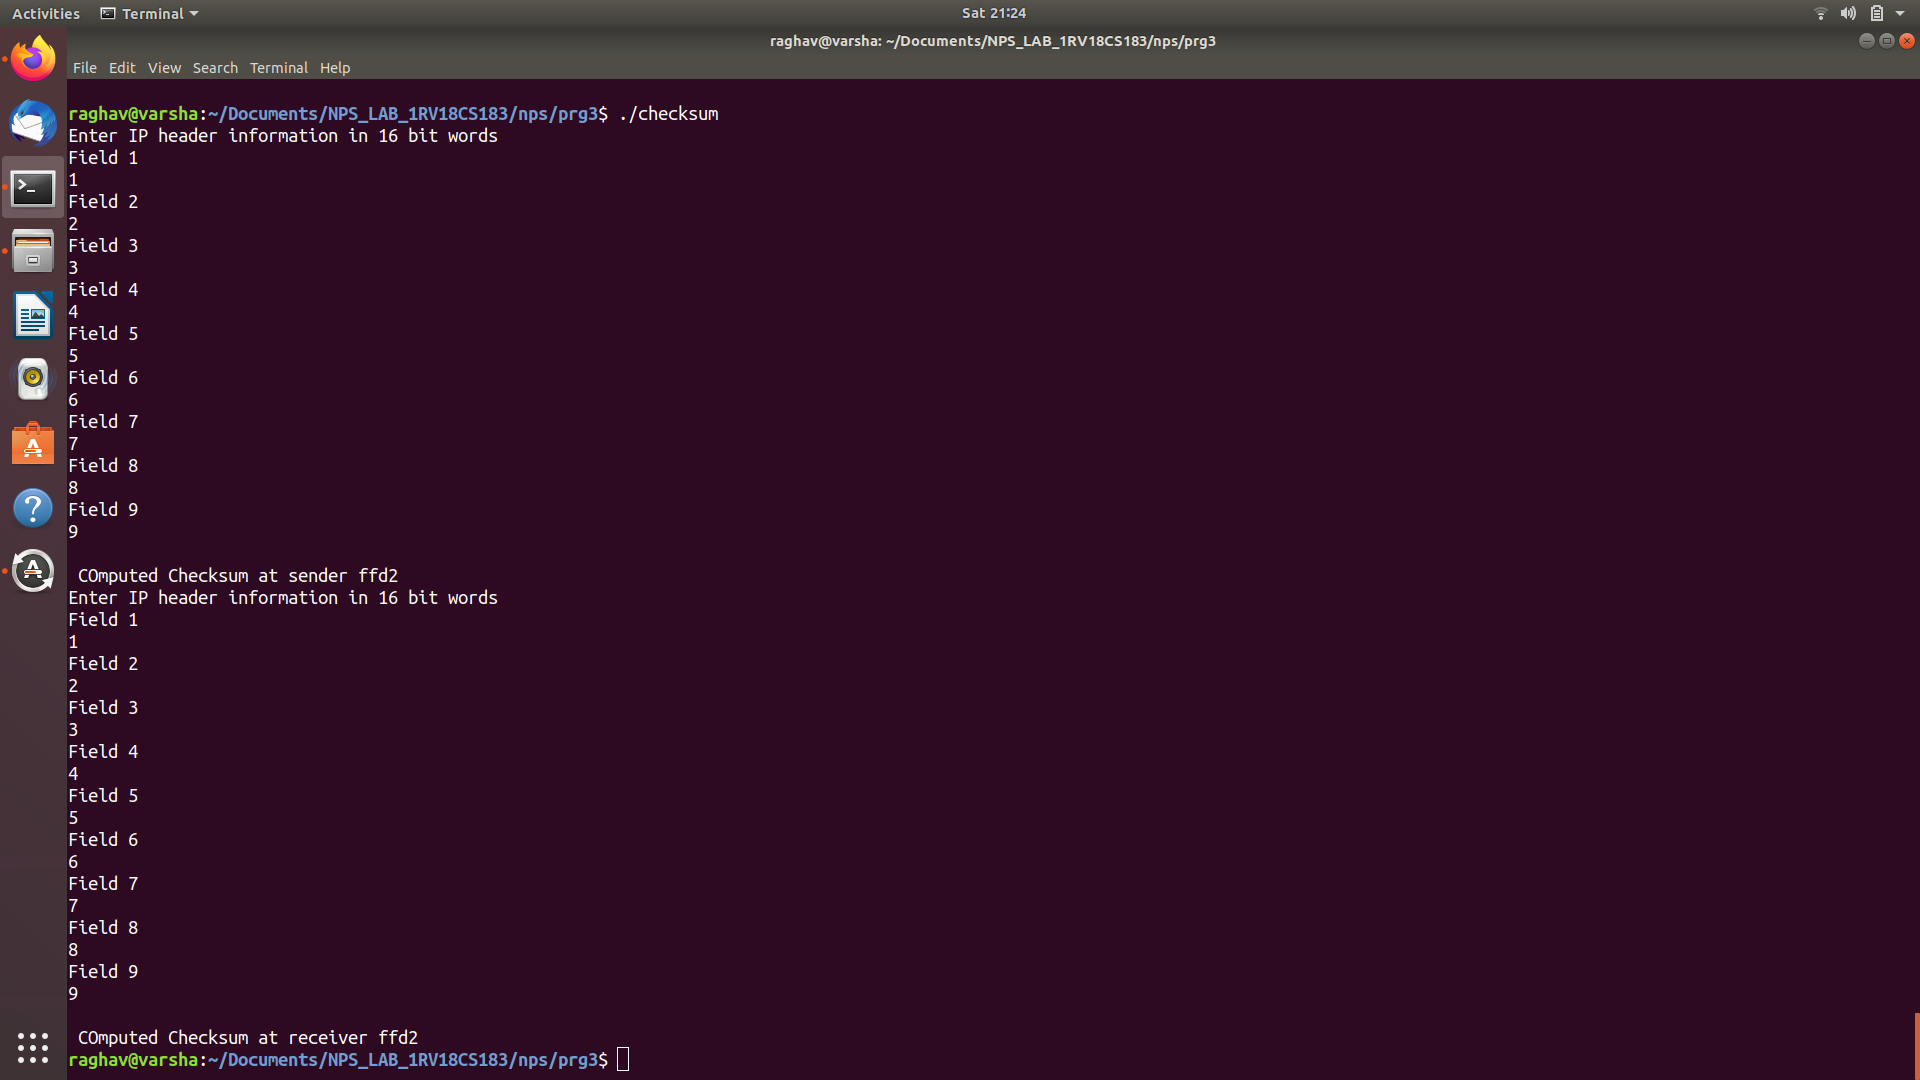 Activities
Terminal
Sat 21:24
raghav@varsha: ~/Documents/NPS_LAB_1RV18CS183/nps/prg3
File Edit View Search Terminal Help
raghav@varsha:~/Documents/NPS_LAB_1RV18CS183/nps/prg3$ ./checksum
Enter IP header information in 16 bit words
Field 1
1
Field 2
2
Field 3
3
Field 4
4
Field 5
5
Field 6
6
Field 7
7
Field 8
8
Field 9
9
COmputed Checksum at sender ffd2
Enter IP header information in 16 bit words
Field 1
1
Field 2
2
Field 3
3
Field 4
4
Field 5
5
Field 6
6
Field 7
7
Field 8
8
Field 9
9
COmputed Checksum at receiver ffd2
raghav@varsha:~/Documents/NPS_LAB_1RV18CS183/nps/prg3$